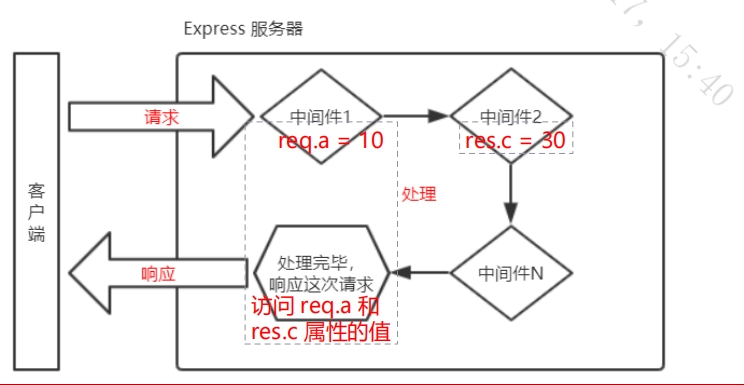 Express 服务器
17, 15:40
请求
中间件1
req.a = 10
中间件2
res.c = 30
客户端
处理
响应
处理完毕，
响应这次请求
访问 req.a 和
res.c 属性的值
中间件N